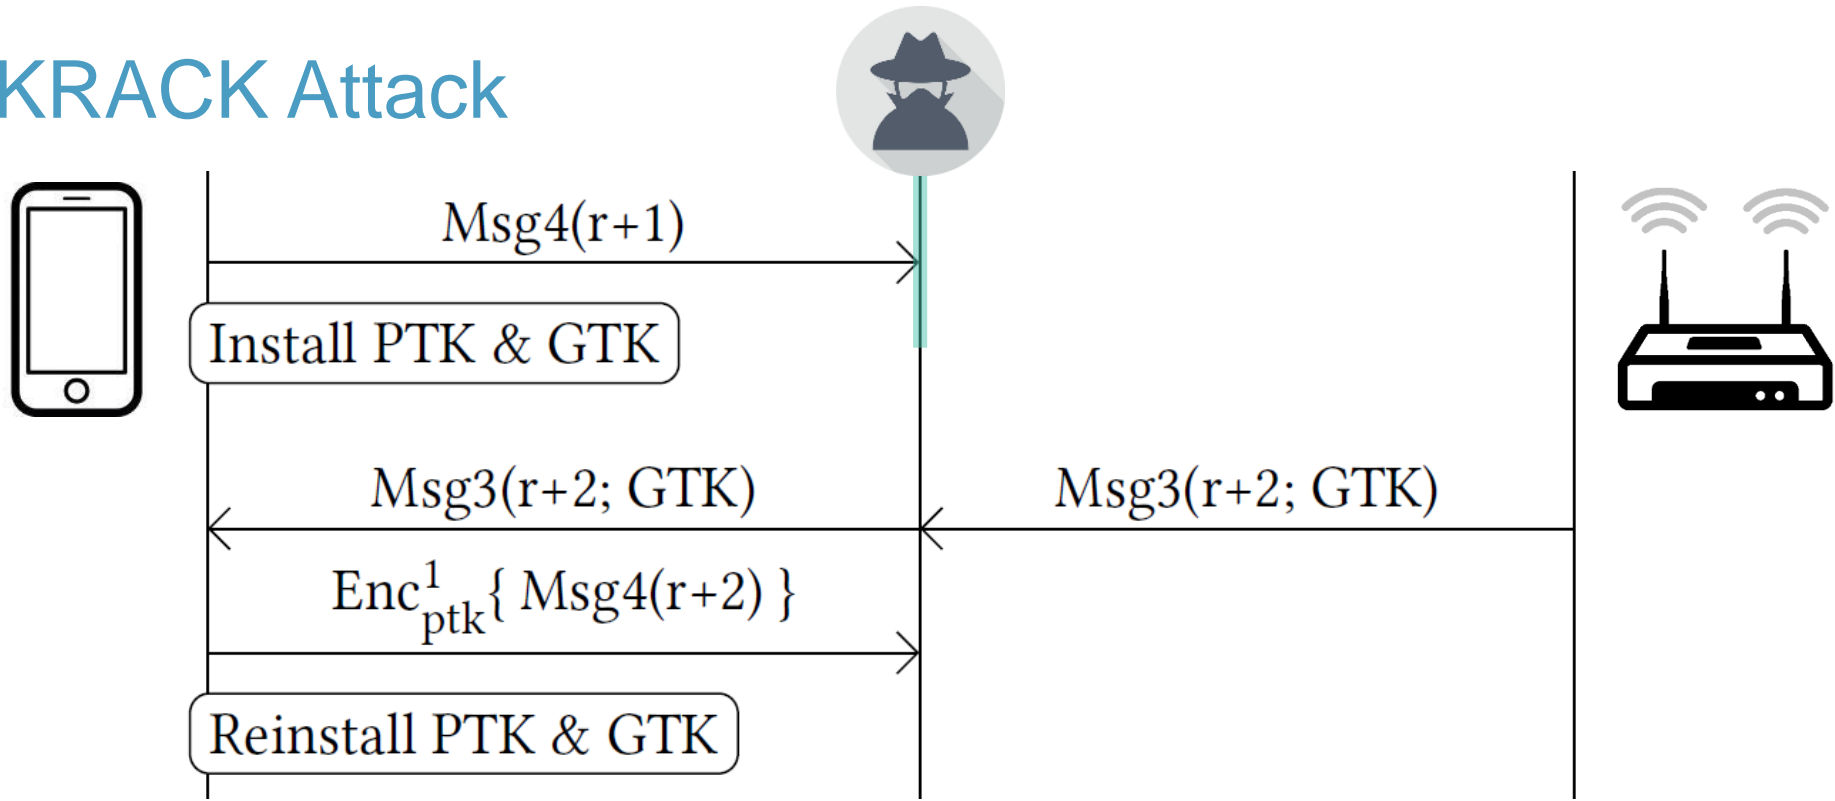 KRACK Attack
Msg4(r+1)
Install PTK & GTK
Msg3(r+2; GTK)
Msg3(r+2; GTK)
Enc¹ₚₜₖ{ Msg4(r+2) }
Reinstall PTK & GTK